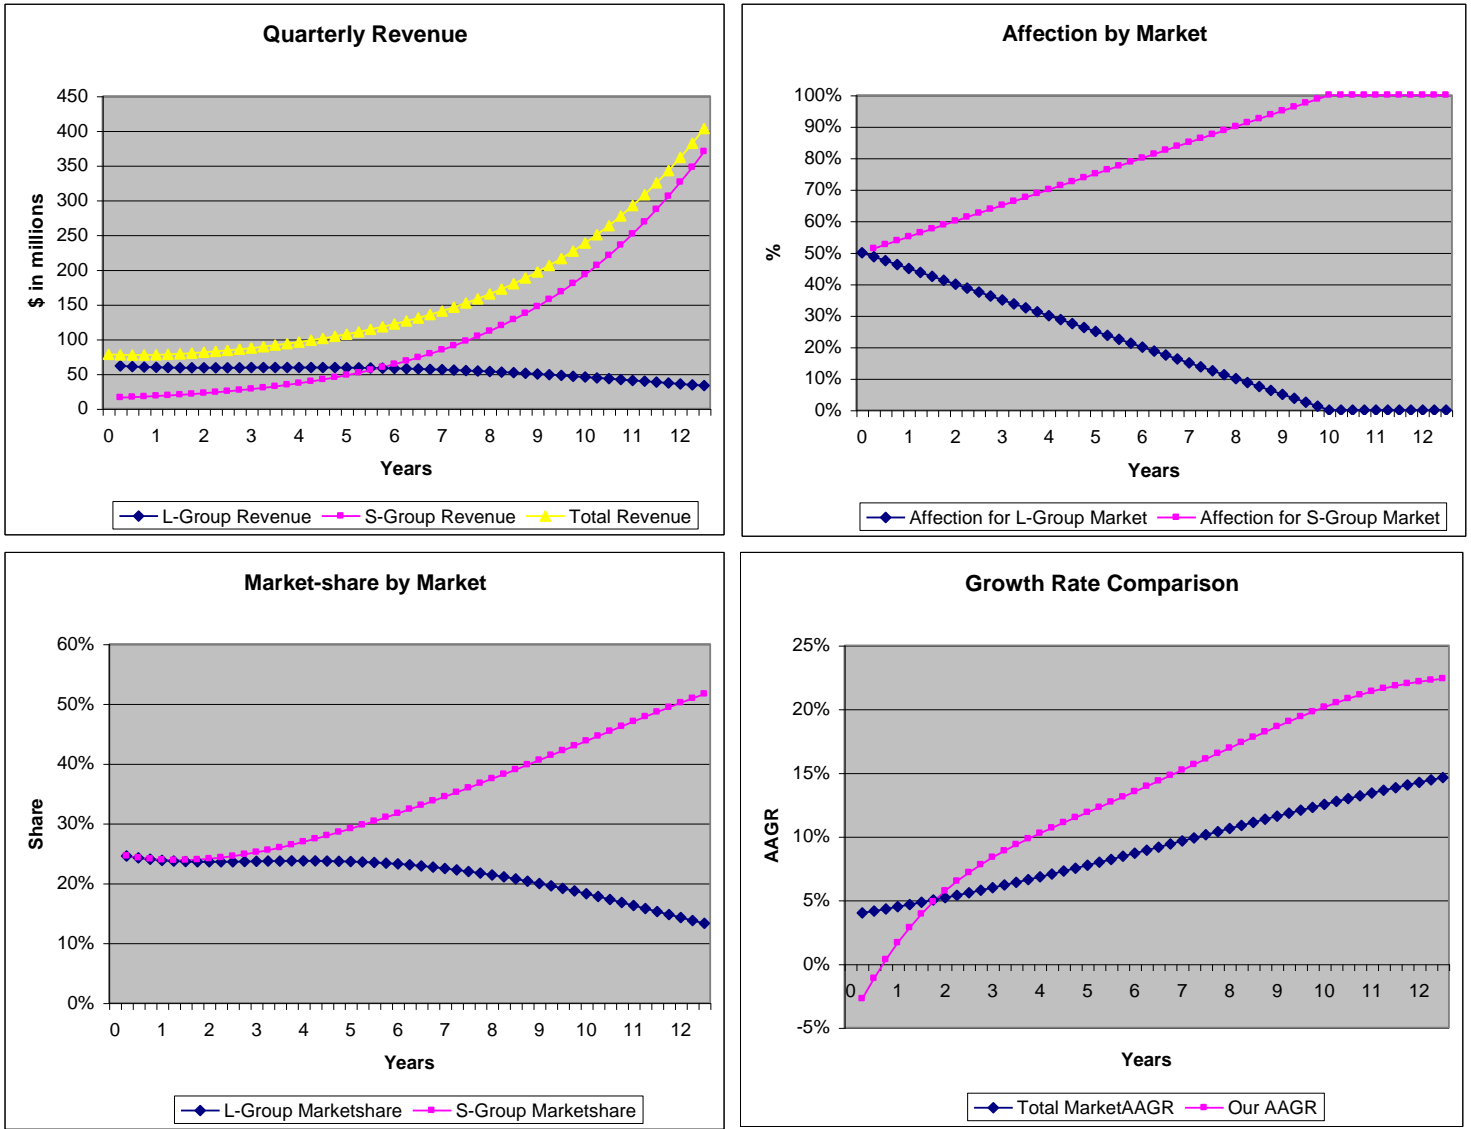 Quarterly Revenue
450
400
350
300
250
200
150
100
50
0
$ in millions
0 1 2 3 4 5 6 7 8 9 10 11 12
Years
L-Group Revenue S-Group Revenue Total Revenue
Affection by Market
100%
90%
80%
70%
60%
50%
40%
30%
20%
10%
0%
%
0 1 2 3 4 5 6 7 8 9 10 11 12
Years
Affection for L-Group Market Affection for S-Group Market
Market-share by Market
60%
50%
40%
30%
20%
10%
0%
Share
0 1 2 3 4 5 6 7 8 9 10 11 12
Years
L-Group Marketshare S-Group Marketshare
Growth Rate Comparison
25%
20%
15%
10%
5%
0%
-5%
AAGR
0 1 2 3 4 5 6 7 8 9 10 11 12
Years
Total MarketAAGR Our AAGR